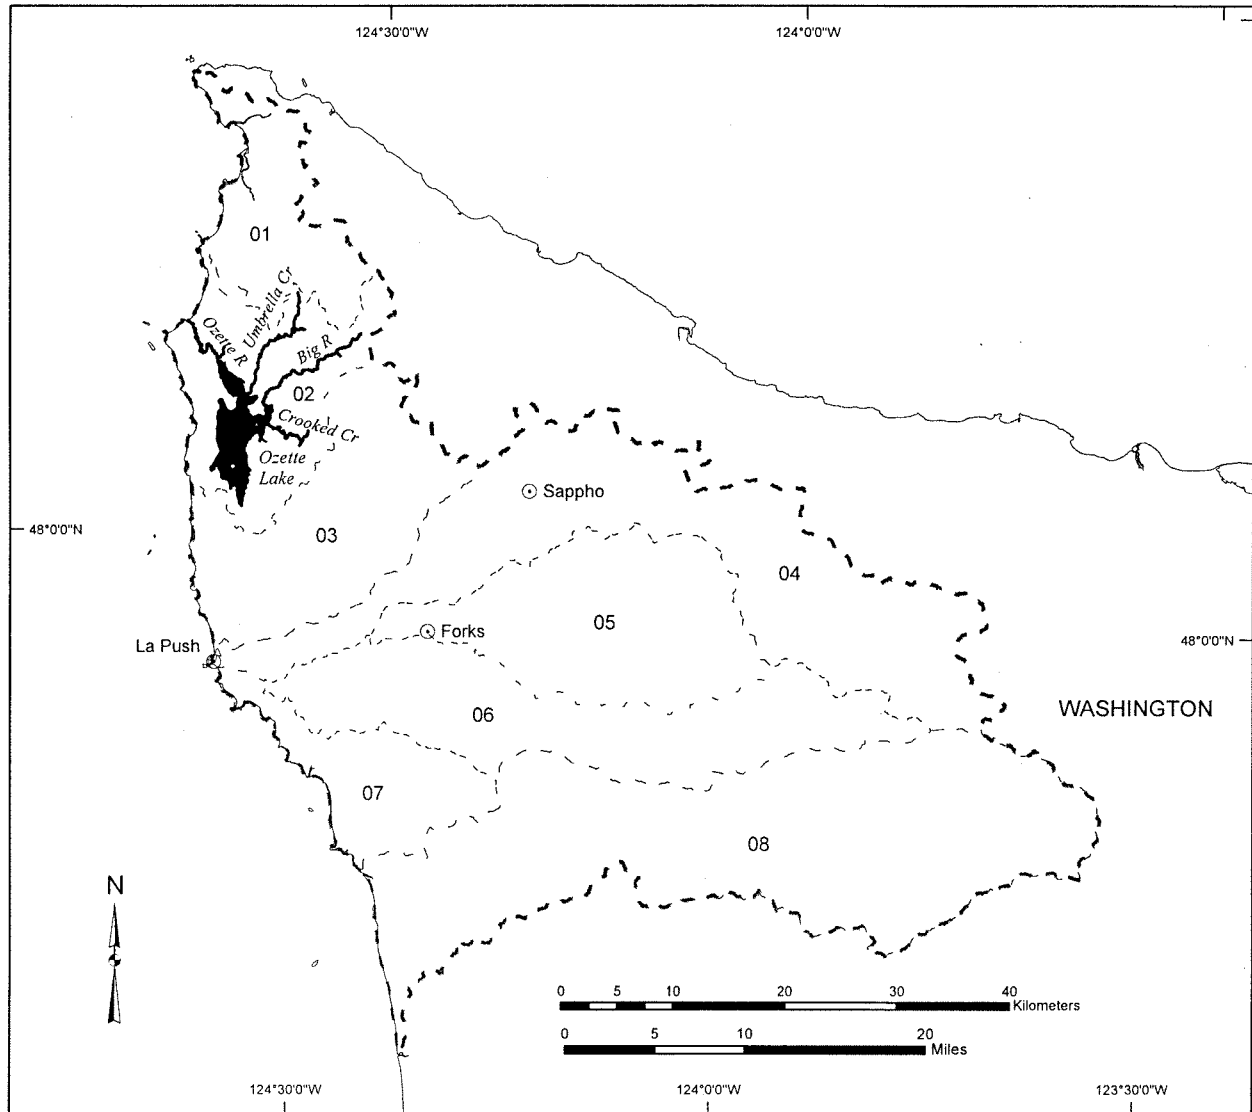 124°30'0"W
124°0'0"W
01
Umbrella Cr
Ozette R
Big R
02
Crooked Cr
Ozette
Lake
Sappho
48°0'0"N
03
04
05
Forks
La Push
48°0'0"N
06
WASHINGTON
07
08
N
0 5 10 20 30 40
Kilometers
0 5 10 20
Miles
124°30'0"W
124°0'0"W
123°30'0"W